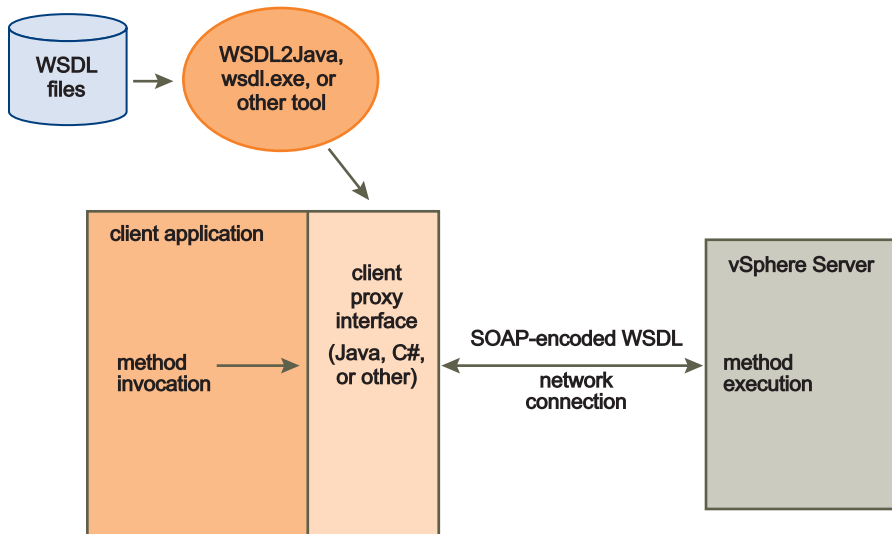 WSDL
files
WSDL2Java,
wsdl.exe, or
other tool
client application
method
invocation
client
proxy
interface
(Java, C#,
or other)
SOAP-encoded WSDL
network
connection
vSphere Server
method
execution